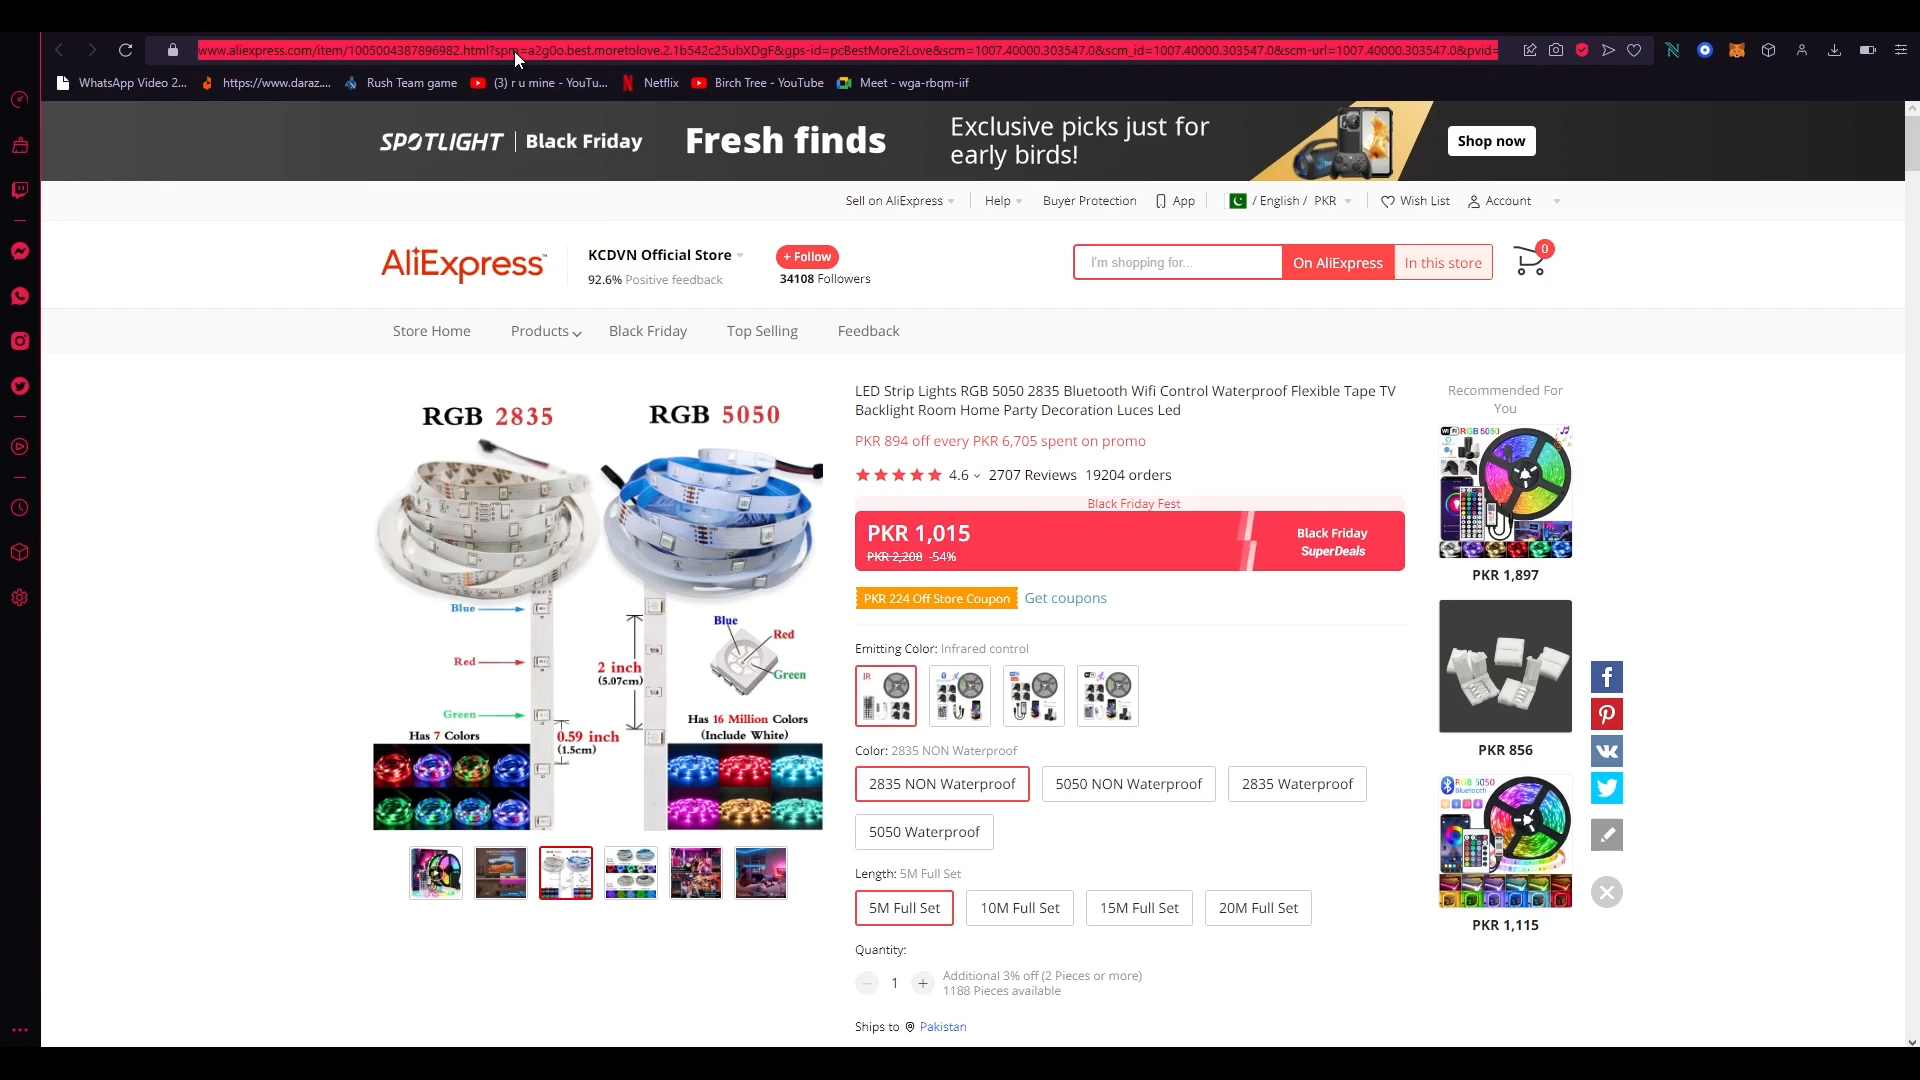 www.aliexpress.com/item/1005004387896982.html?spm=a2g0o.best.moretolove.2.1b542c25ubXDgF&gps-id=pcBestMore2Love&scm=1007.40000.303547.0&scm_id=1007.40000.303547.0&scm-url=1007.40000.303547.0&pvid=
WhatsApp Video 2...
https://www.daraz....
Rush Team game
(3) r u mine - YouTu...
Netflix
Birch Tree - YouTube
Meet - wga-rbqm-iif
SPOTLIGHT
Black Friday
Fresh finds
Exclusive picks just for
early birds!
Shop now
Sell on AliExpress
Help
Buyer Protection
App
/ English / PKR
Wish List
Account
AliExpress™
KCDVN Official Store
92.6% Positive feedback
+ Follow
34108 Followers
I'm shopping for...
On AliExpress
In this store
0
Store Home
Products
Black Friday
Top Selling
Feedback
RGB 2835
RGB 5050
Blue
Red
Green
Has 7 Colors
0.59 inch
(1.5cm)
2 inch
(5.07cm)
Blue
Red
Green
Has 16 Million Colors
(Include White)
LED Strip Lights RGB 5050 2835 Bluetooth Wifi Control Waterproof Flexible Tape TV
Backlight Room Home Party Decoration Luces Led
PKR 894 off every PKR 6,705 spent on promo
4.6
2707 Reviews
19204 orders
Black Friday Fest
PKR 1,015
PKR 2,208 -54%
Black Friday
SuperDeals
PKR 224 Off Store Coupon
Get coupons
Emitting Color: Infrared control
IR
Color: 2835 NON Waterproof
2835 NON Waterproof
5050 NON Waterproof
2835 Waterproof
5050 Waterproof
Length: 5M Full Set
5M Full Set
10M Full Set
15M Full Set
20M Full Set
Quantity:
1
Additional 3% off (2 Pieces or more)
1188 Pieces available
Ships to Pakistan
Recommended For
You
RGB 5050
PKR 1,897
PKR 856
RGB 5050
Bluetooth
PKR 1,115